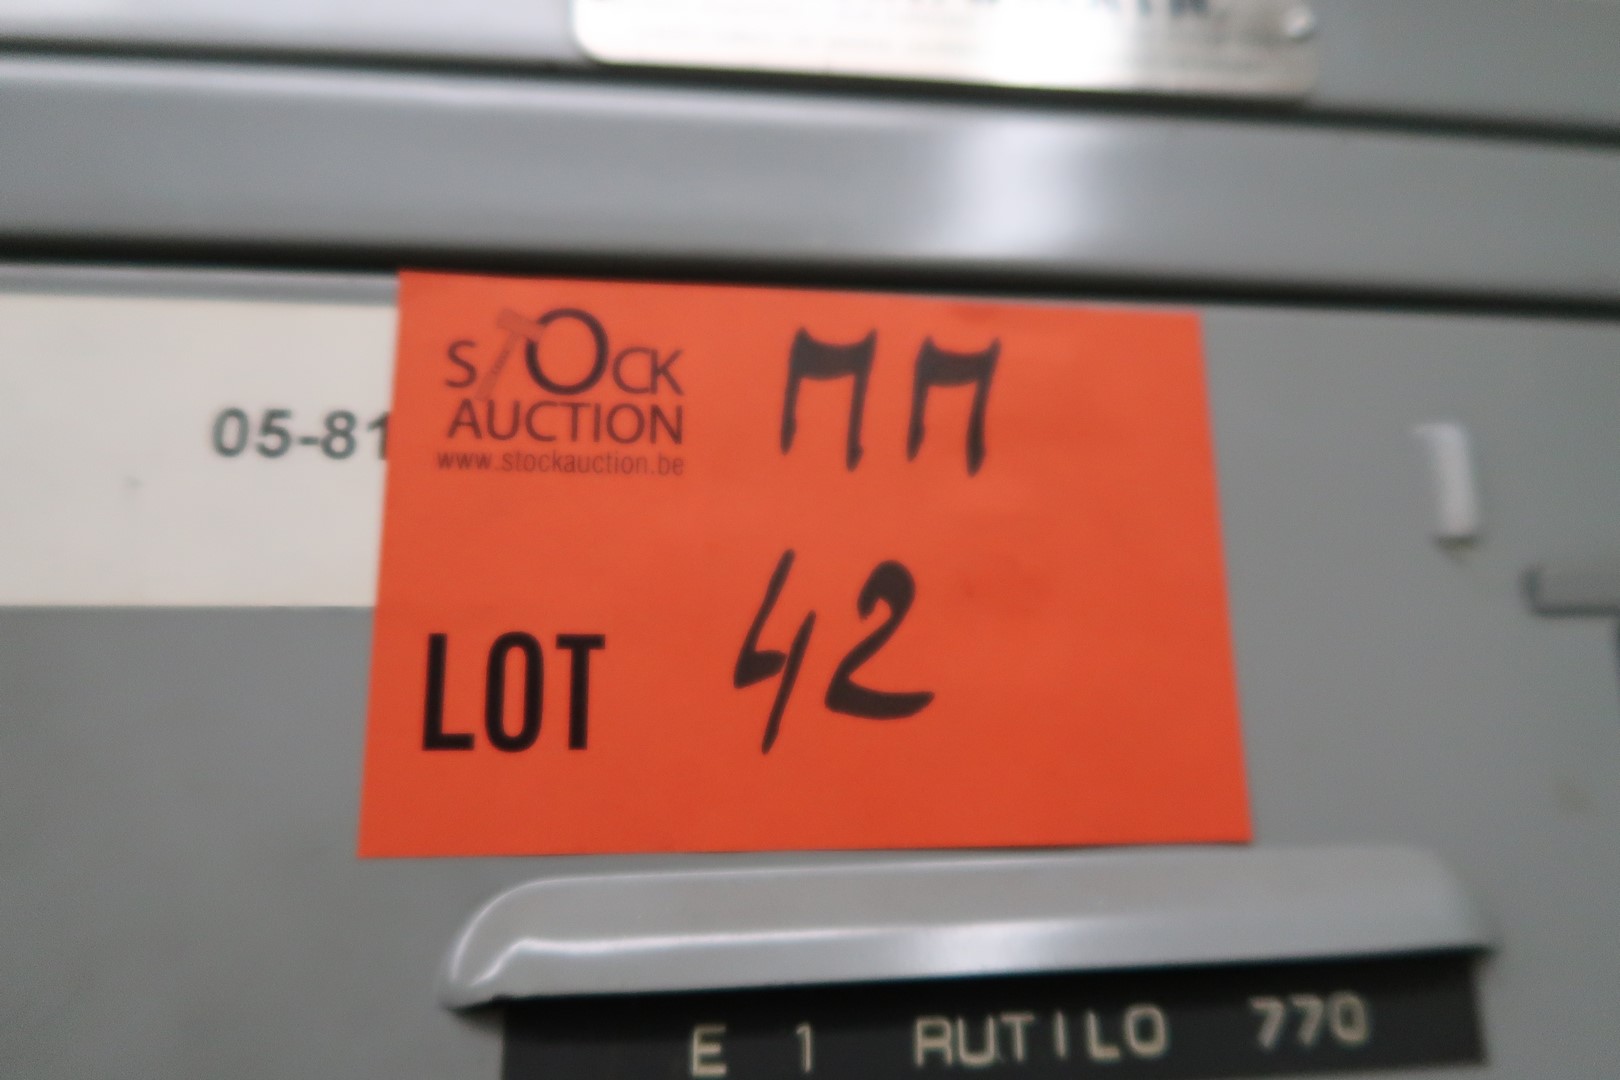 05-81
STOCK
AUCTION
www.stockauction.be
MM
LOT 42
E 1 RUTILO 770